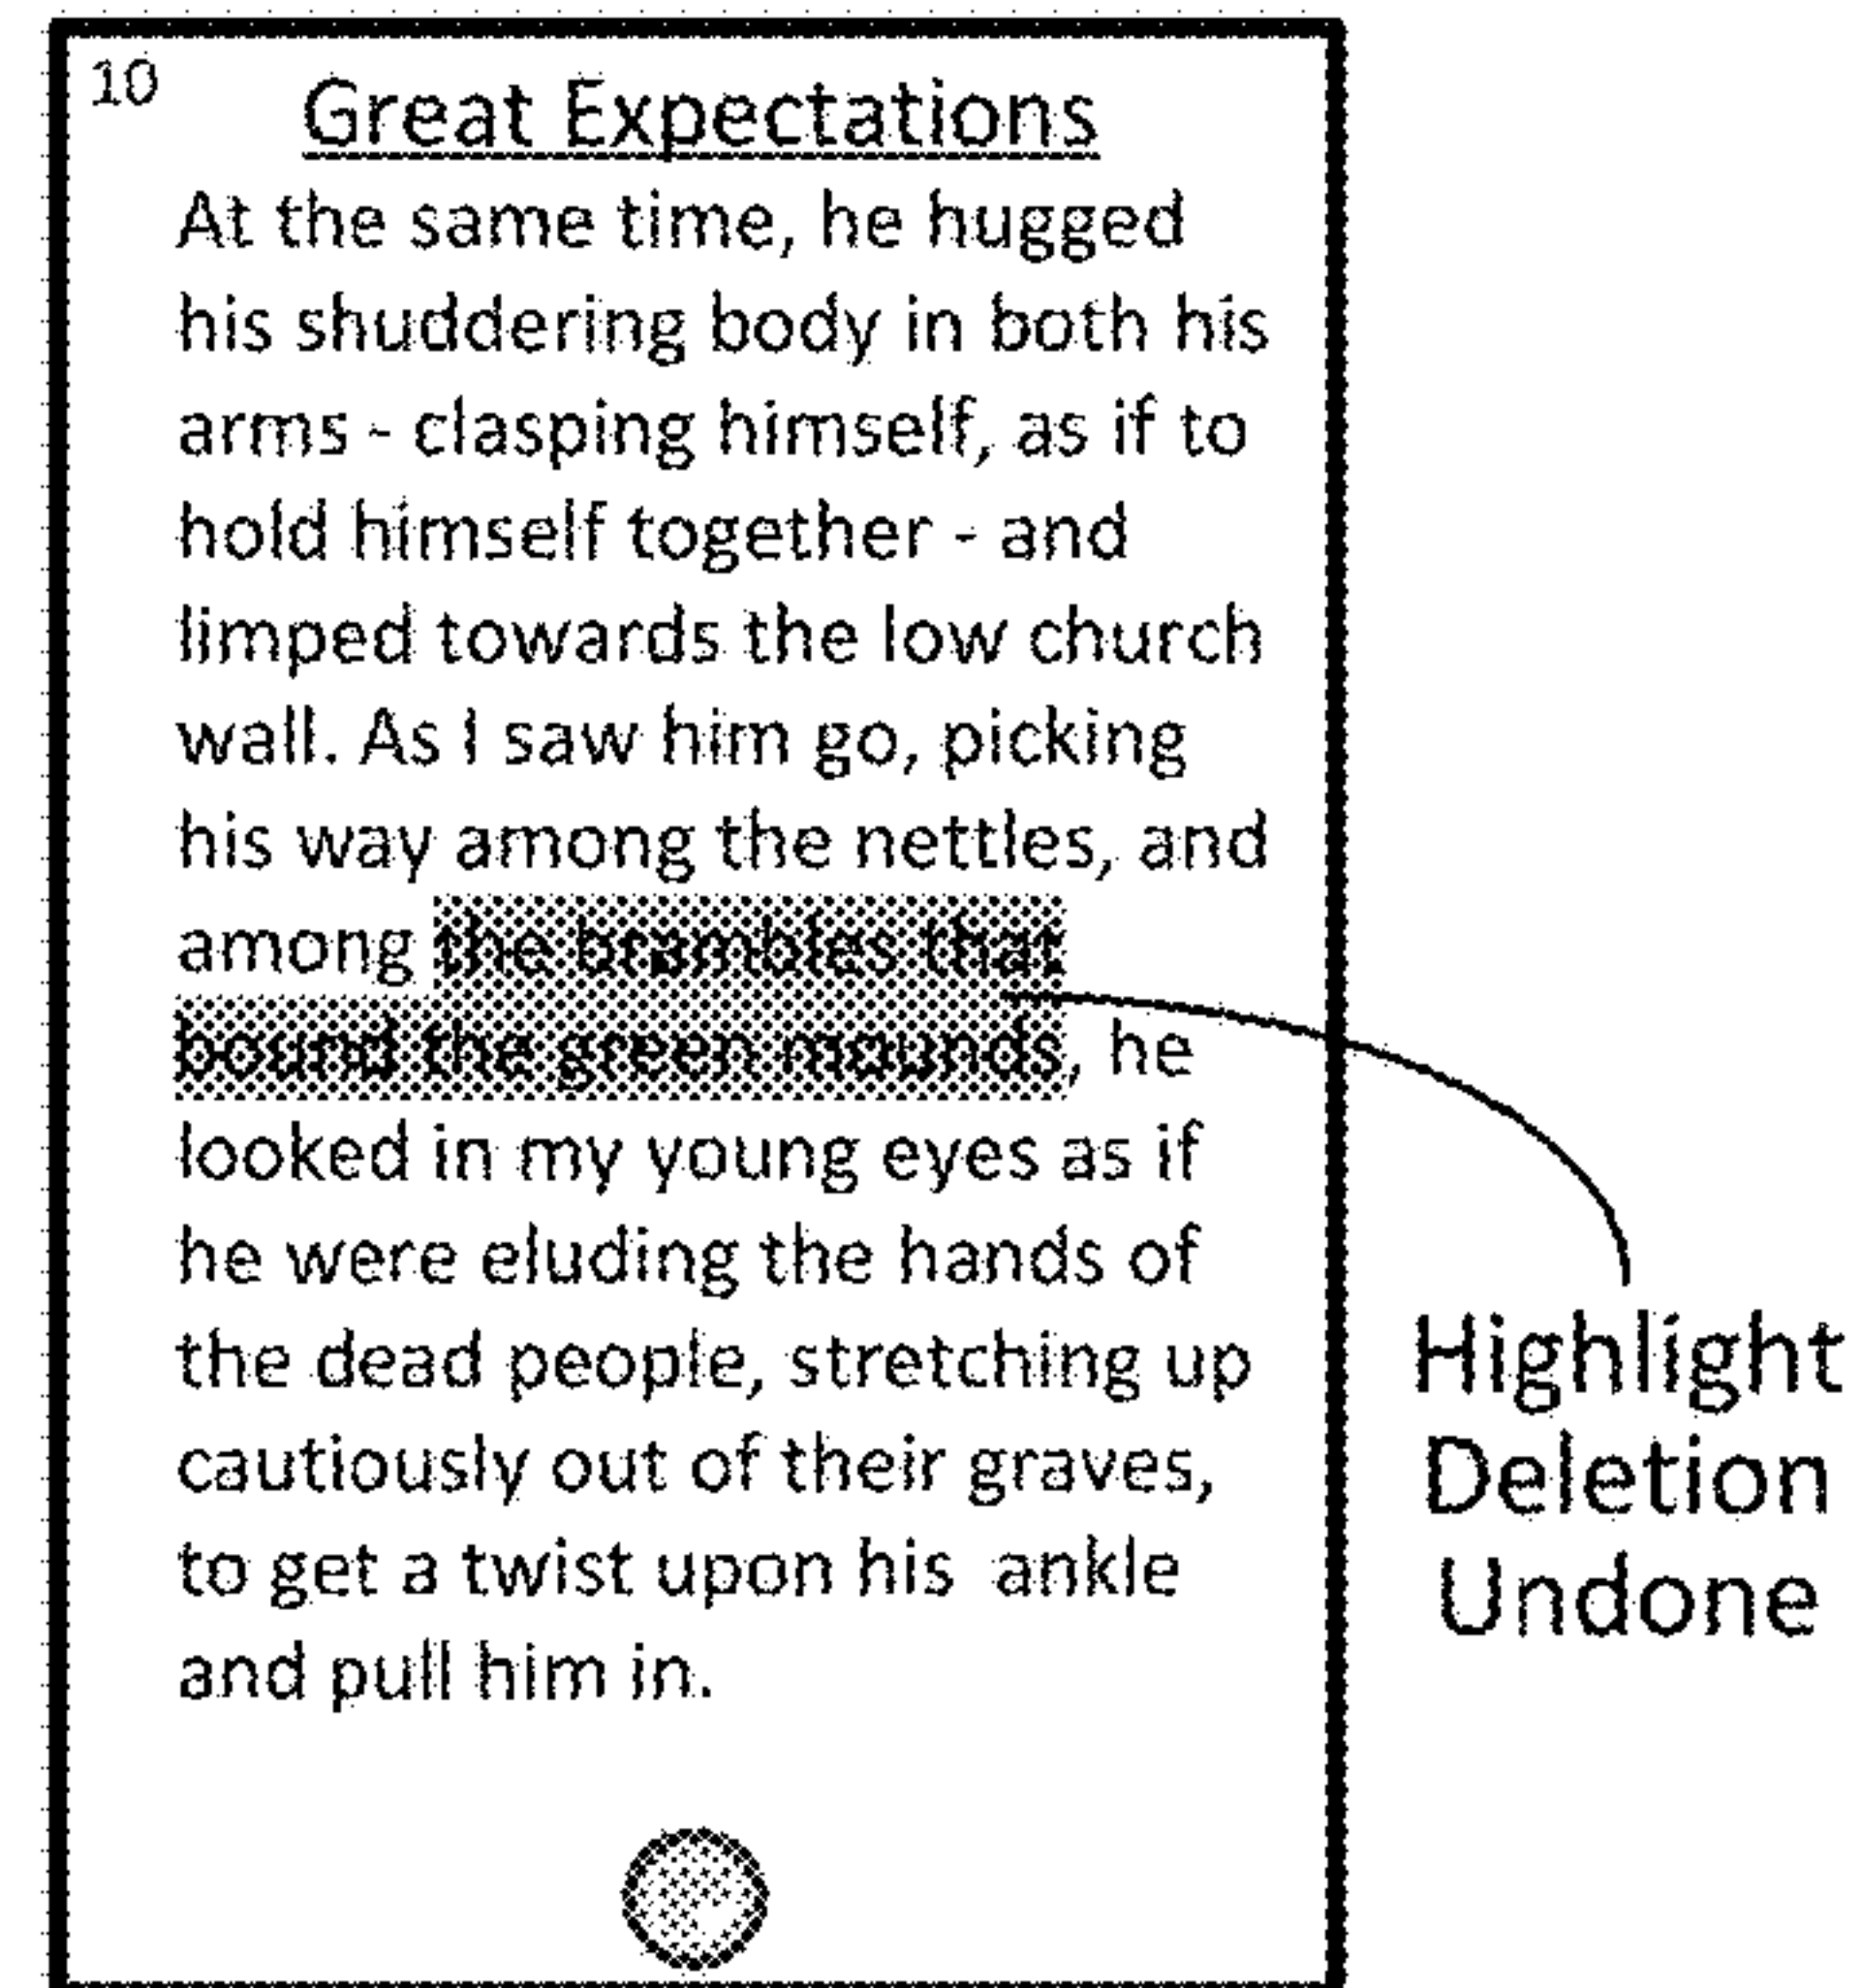 10
Great Expectations
At the same time, he hugged
his shuddering body in both his
arms - clasping himself, as if to
hold himself together - and
limped towards the low church
wall. As I saw him go, picking
his way among the nettles, and
among the brambles that
bound the green mounds, he
looked in my young eyes as if
he were eluding the hands of
the dead people, stretching up
cautiously out of their graves,
to get a twist upon his ankle
and pull him in.
Highlight
Deletion
Undone